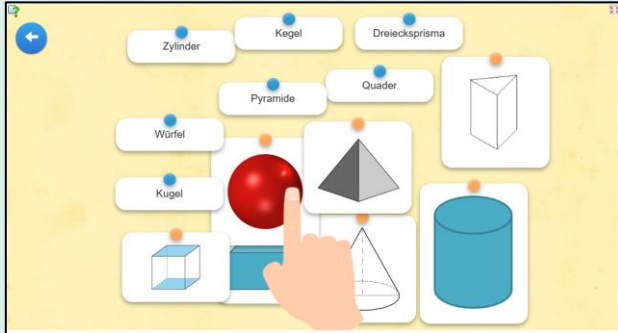 Kegel
Dreiecksprisma
Zylinder
Quader
Pyramide
Würfel
Kugel